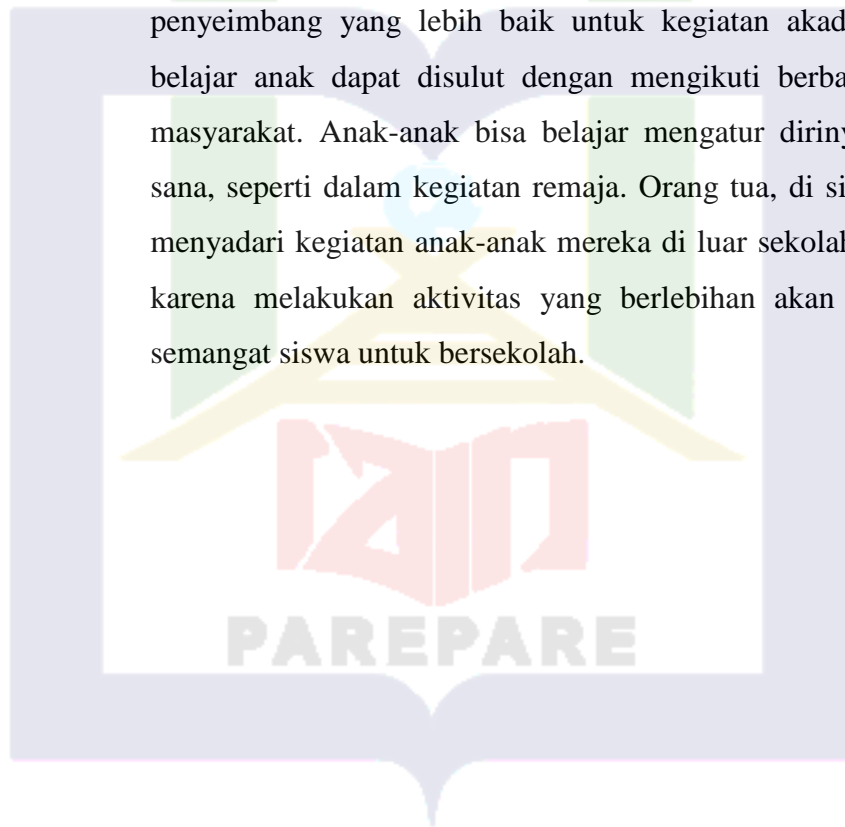 penyeimbang yang lebih baik untuk kegiatan akad
belajar anak dapat disulut dengan mengikuti berba
masyarakat. Anak-anak bisa belajar mengatur diriny
sana, seperti dalam kegiatan remaja. Orang tua, di si
menyadari kegiatan anak-anak mereka di luar sekolah
karena melakukan aktivitas yang berlebihan akan
semangat siswa untuk bersekolah.
iain
PAREPARE